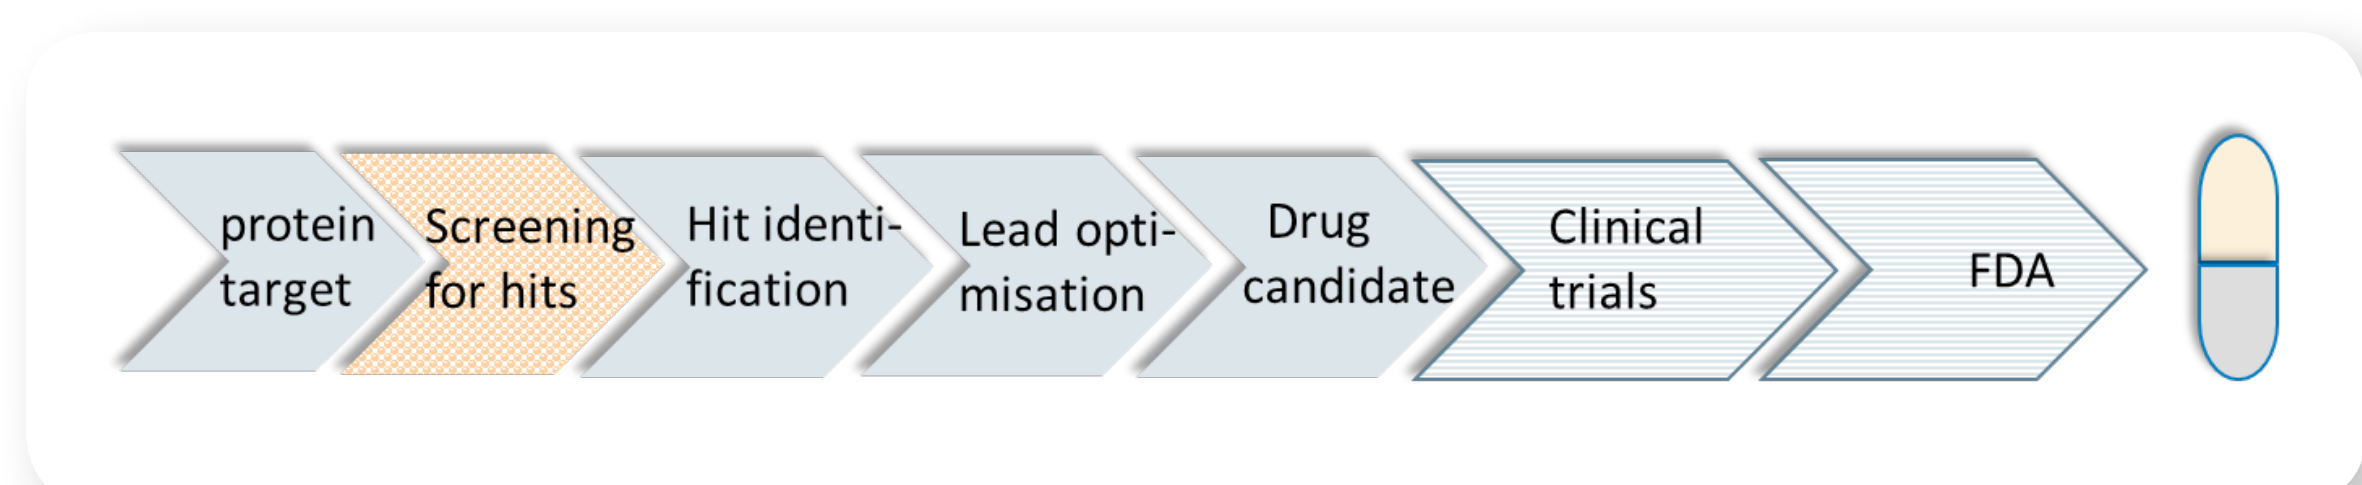 protein
target
Screening
for hits
Hit identi-
fication
Lead opti-
misation
Drug
candidate
Clinical
trials
FDA